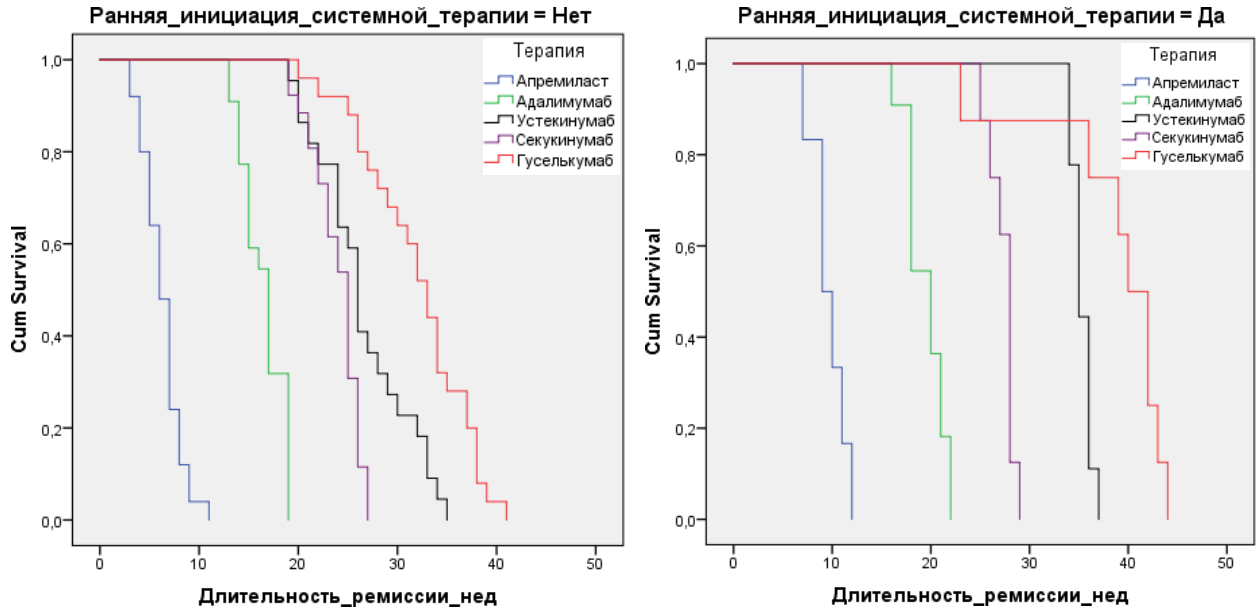 Ранняя_инициация_системной_терапии = Нет
Терапия
Апремиласт
Адалимумаб
Устекинумаб
Секукинумаб
Гуселькумаб
Cum Survival
1,0
0,8
0,6
0,4
0,2
0,0
0 10 20 30 40 50
Длительность_ремиссии_нед
Ранняя_инициация_системной_терапии = Да
Терапия
Апремиласт
Адалимумаб
Устекинумаб
Секукинумаб
Гуселькумаб
Cum Survival
1,0
0,8
0,6
0,4
0,2
0,0
0 10 20 30 40 50
Длительность_ремиссии_нед